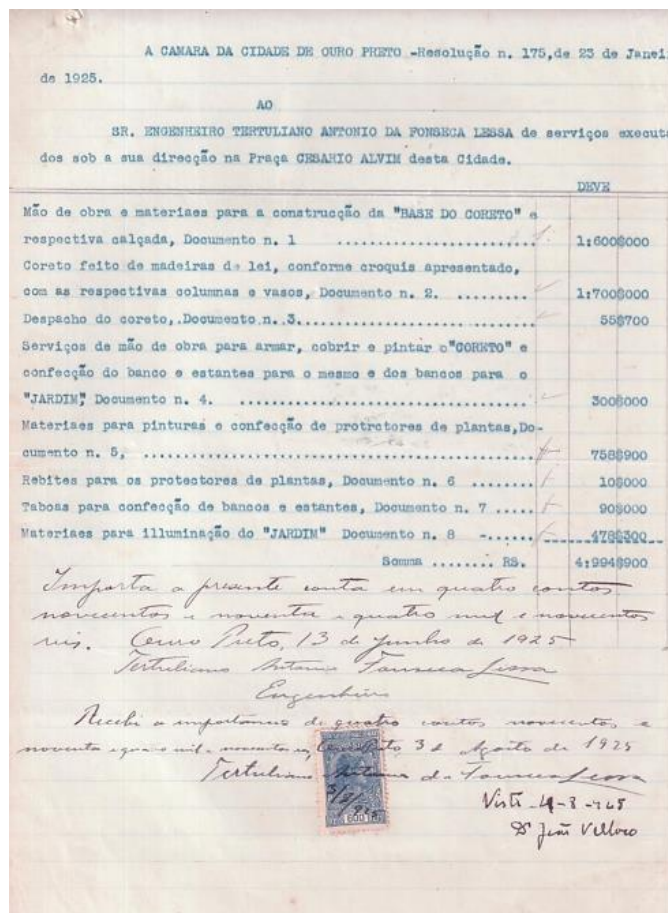 A CAMARA DA CIDADE DE OURO PRETO -Resolução n. 175,de 23 de Janei
de 1925.
AO
SR. ENGENHEIRO TERTULIANO ANTONIO DA FONSECA LESSA de serviços executa
dos sob a sua direcção na Praça CESARIO ALVIM desta Cidade.
DEVE
Mão de obra e materiaes para a construcção da "BASE DO CORETO" e
respectiva calçada, Documento n. 1 ........................ 1:600$000
Coreto feito de madeiras de lei, conforme croquis apresentado,
com as respectivas columnas e vasos, Documento n. 2. ......... 1:700$000
Despacho do coreto,.Documento.n..3......................... 55$700
Serviços de mão de obra para armar, cobrir e pintar o"CORETO" e
confecção do banco e estantes para o mesmo e dos bancos para o
"JARDIM", Documento n. 4. ................................... 300$000
Materiaes para pinturas e confecção de protrctores de plantas,Do-
cumento n. 5, ............................................. 758$900
Rebites para os protectores de plantas, Documento n. 6 ....... 10$000
Taboas para confecção de bancos e estantes, Documento n. 7 ..... 90$000
Materiaes para illuminação do "JARDIM" Documento n. 8 -...... 478$300
Somma ........ RS. 4:994$900
Importa a presente conta em quatro contos
novecentos e noventa e quatro mil e novecentos
reis. Ouro Preto, 13 de Junho de 1925
Tertuliano Antonio Fonseca Lessa
Engenheiro
Recebi a importancia de quatro contos novecentos e
noventa e quatro mil e novecentos rs, Ouro Preto 3 de Agosto de 1925
Tertuliano Antonio da Fonseca Lessa
3/8/925
600
Visto
Dr João Velloso